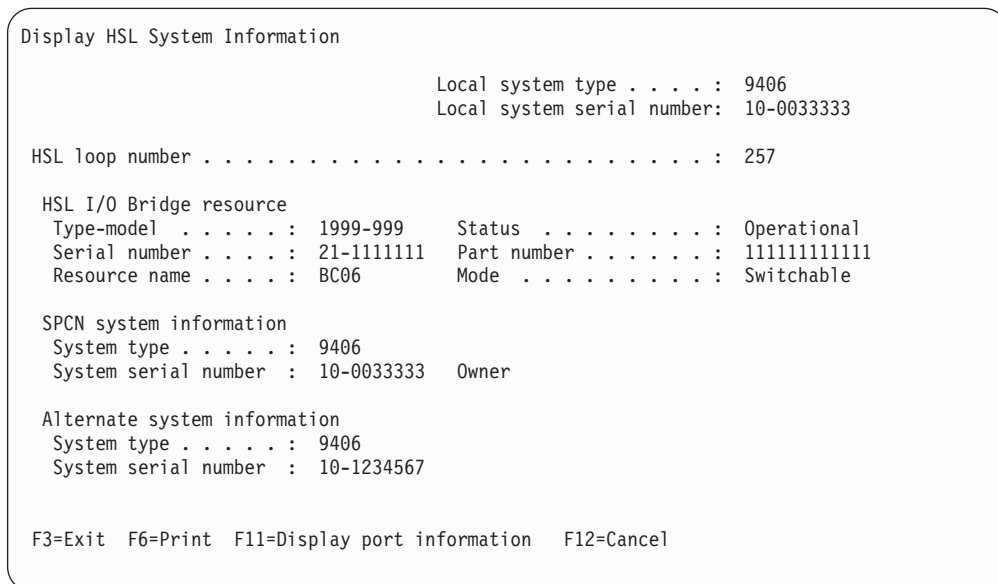 Display HSL System Information
Local system type . . . . : 9406
Local system serial number: 10-0033333
HSL loop number . . . . . . . . . . . . . . . . . . . . . . . . : 257
HSL I/O Bridge resource
Type-model . . . . . : 1999-999 Status . . . . . . . . : Operational
Serial number . . . . : 21-1111111 Part number . . . . . . : 111111111111
Resource name . . . . : BC06 Mode . . . . . . . . . : Switchable
SPCN system information
System type . . . . . : 9406
System serial number : 10-0033333 Owner
Alternate system information
System type . . . . . : 9406
System serial number : 10-1234567
F3=Exit F6=Print F11=Display port information F12=Cancel